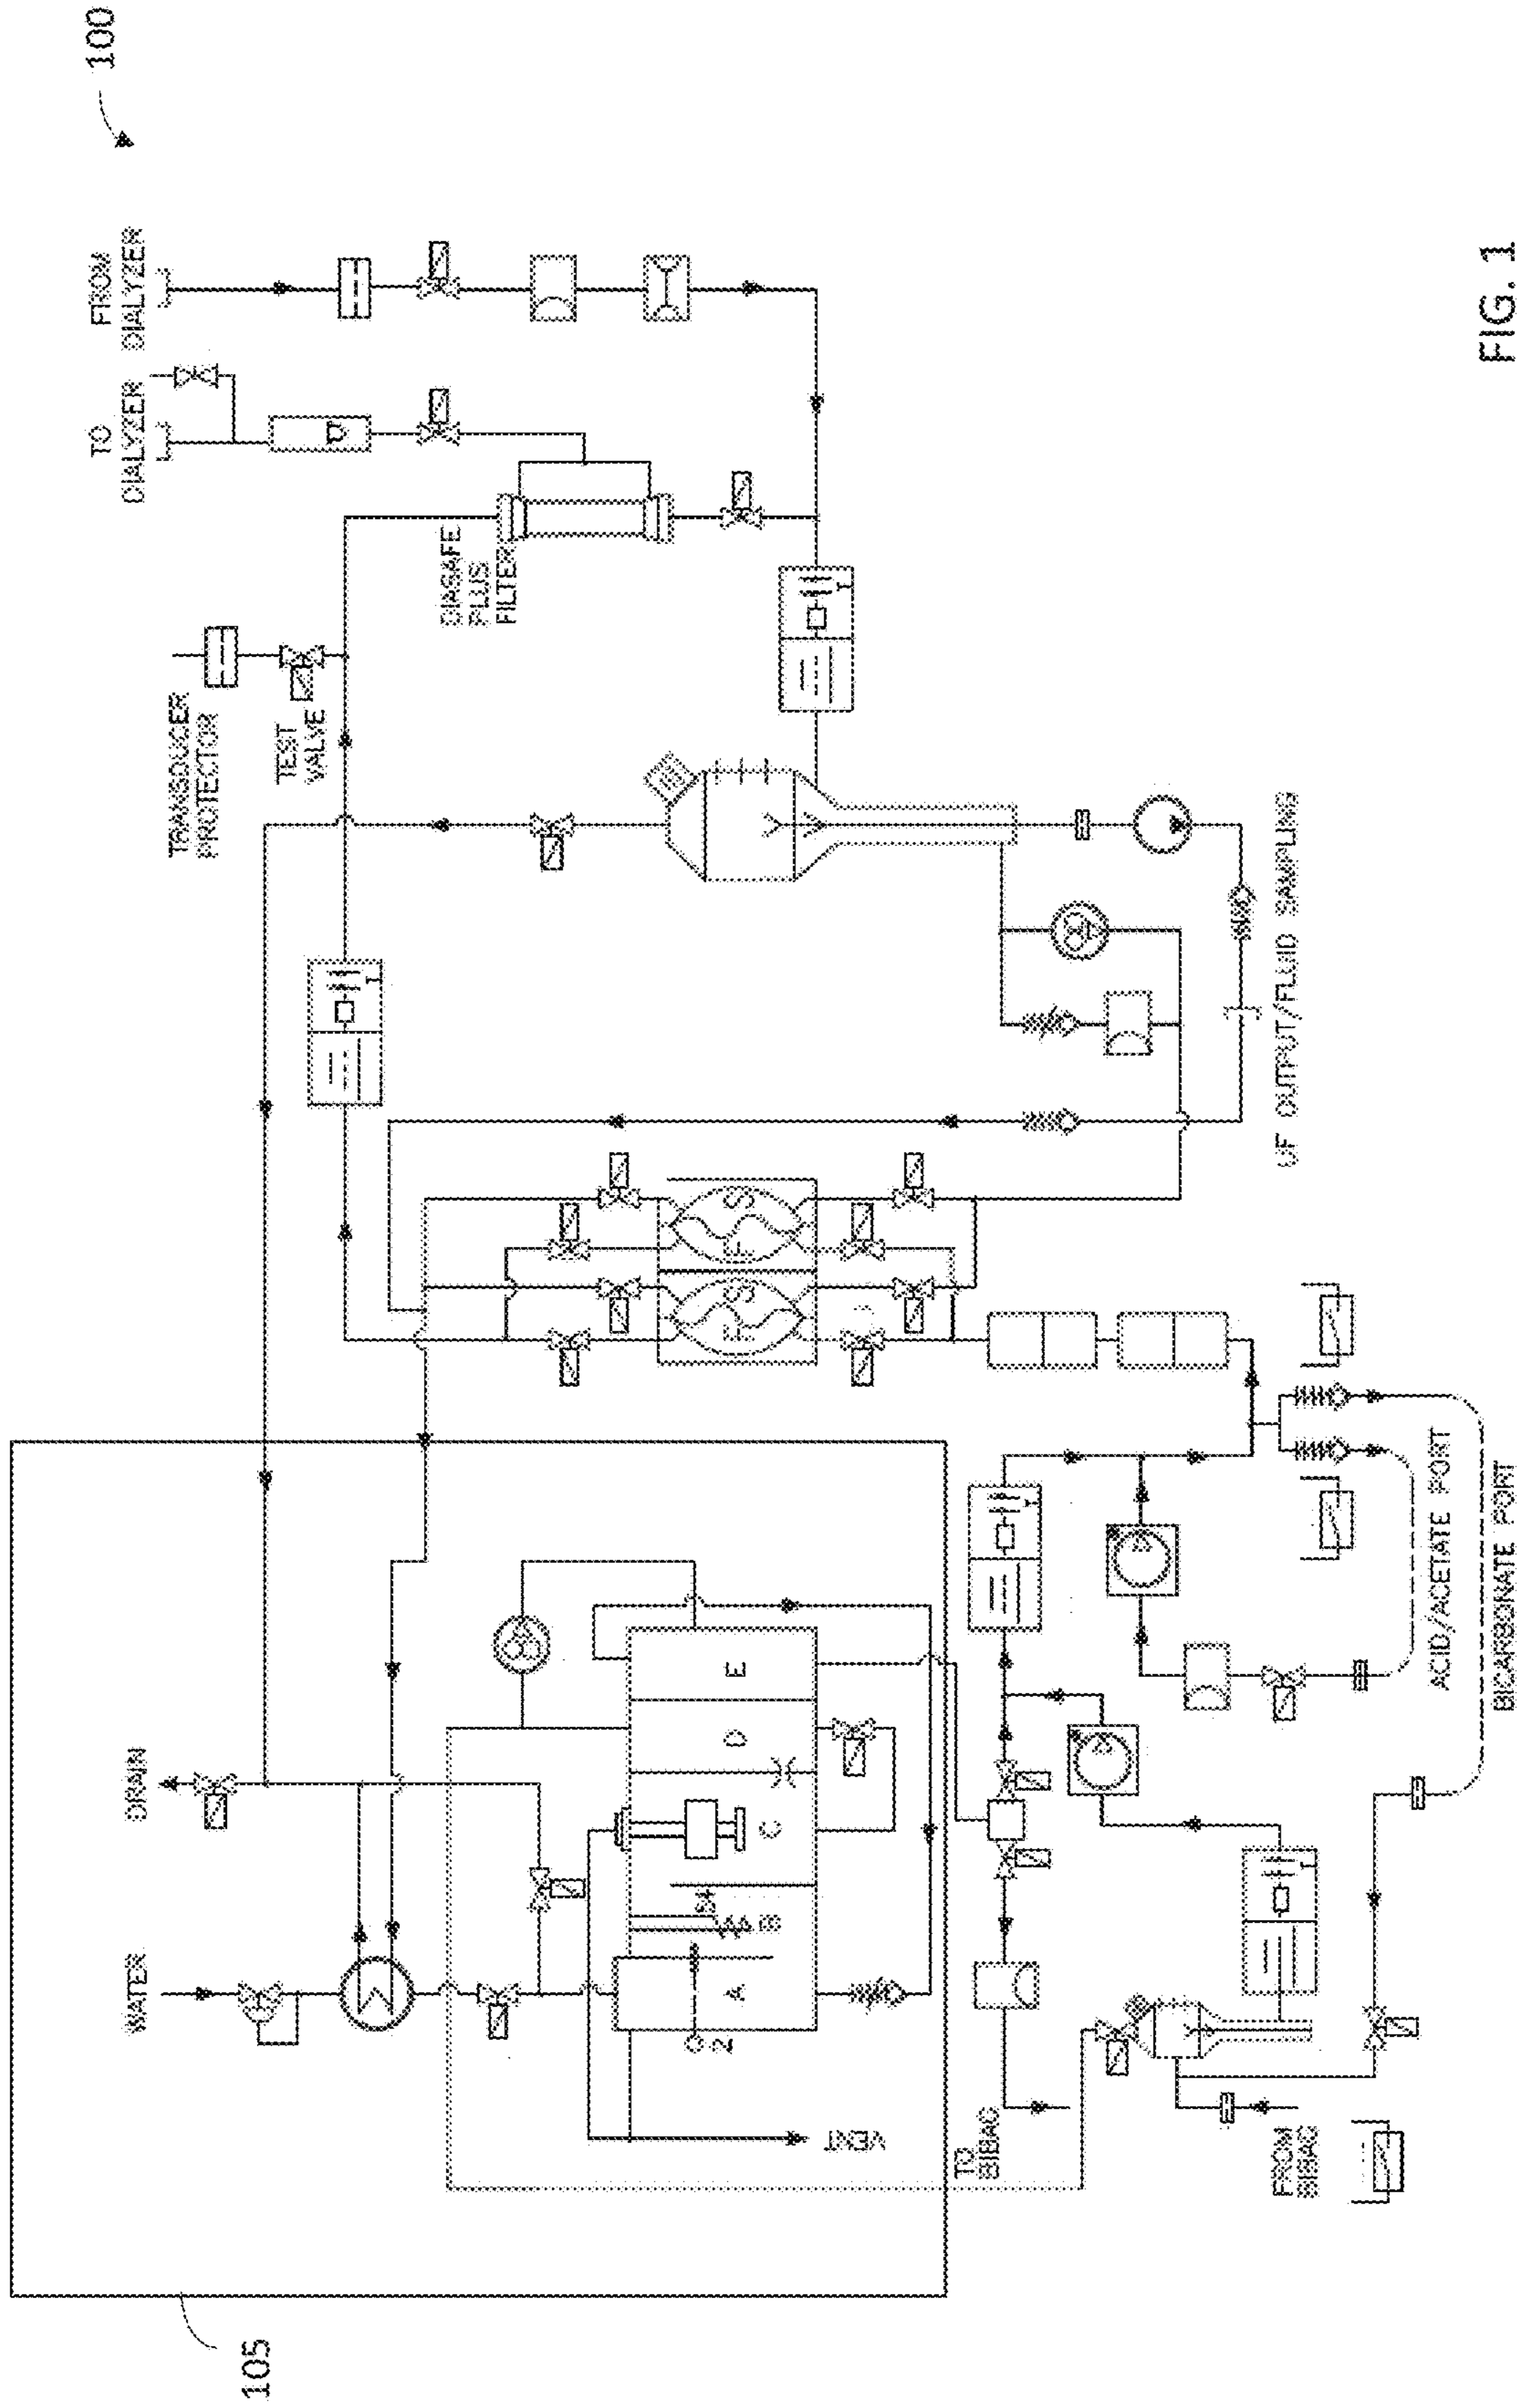 100
FROM
DIALYZER
TO
DIALYZER
TRANSDUCER
PROTECTOR
TEST
VALVE
DIASAFE
PLUS
FILTER
UF OUTPUT/FLUID SAMPLING
F
S
F
S
DRAIN
WATER
A
B
C
D
E
2
VENT
TO
BIBAG
FROM
BIBAG
ACID/ACETATE PORT
BICARBONATE PORT
105
FIG. 1